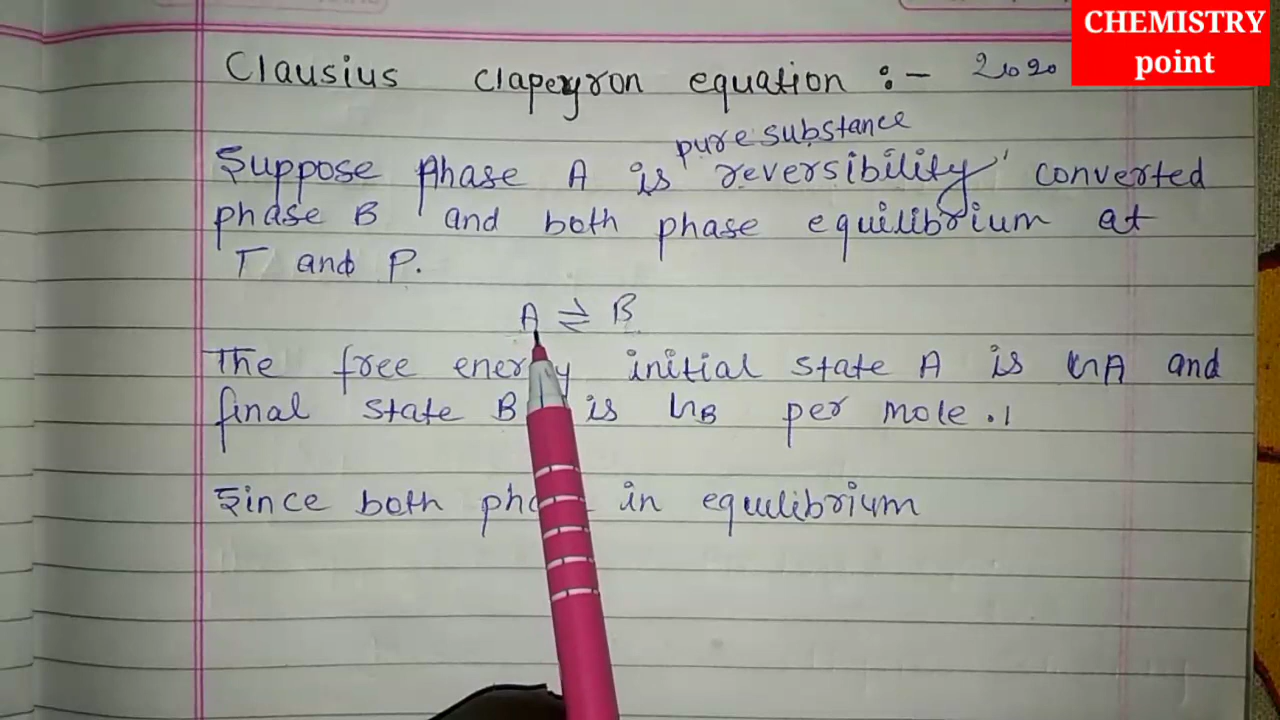 CHEMISTRY
point
Clausius Clapeyron equation :- 2020
pure substance
Suppose Phase A is reversibility converted
phase B and both phase equilibrium at
T and P.
A ⇌ B
The free energy initial state A is GA and
final state B is GB per mole .
Since both in equilibrium